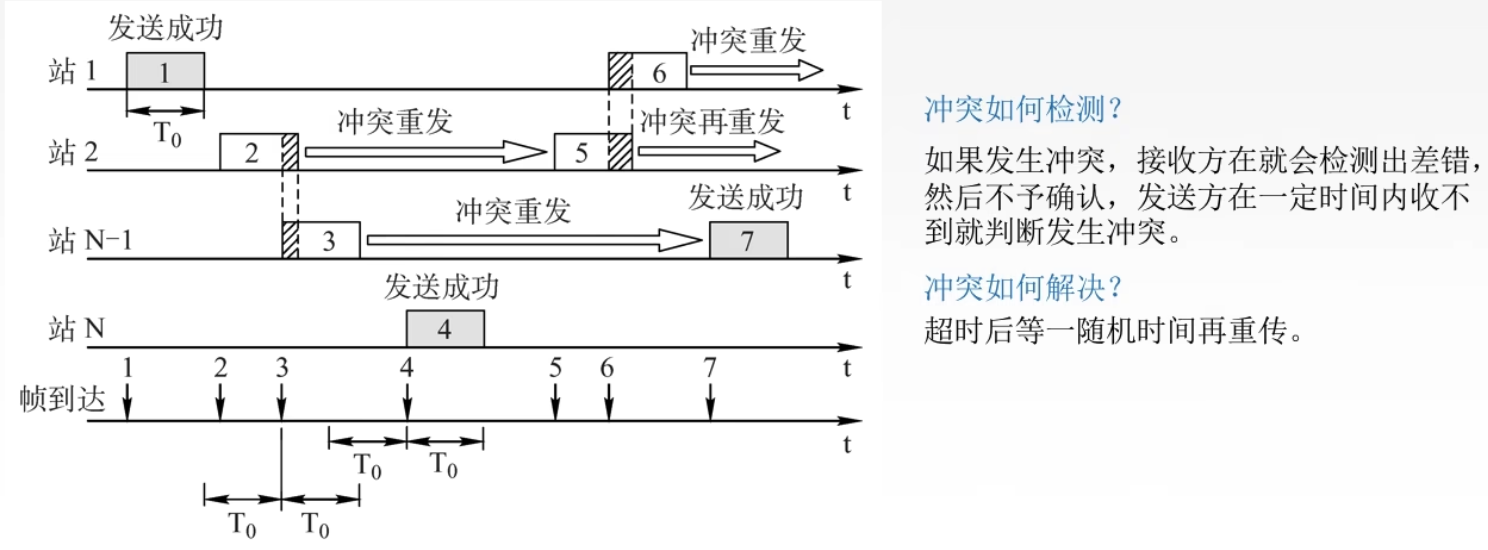 发送成功
站 1
1
T₀
t
6
冲突重发
站 2
2
冲突重发
5
冲突再重发
t
站 N-1
3
冲突重发
发送成功
7
t
发送成功
站 N
4
t
帧到达
1
2
3
4
5
6
7
t
T₀
T₀
T₀
T₀
冲突如何检测？
如果发生冲突，接收方在就会检测出差错，
然后不予确认，发送方在一定时间内收不
到就判断发生冲突。
冲突如何解决？
超时后等一随机时间再重传。